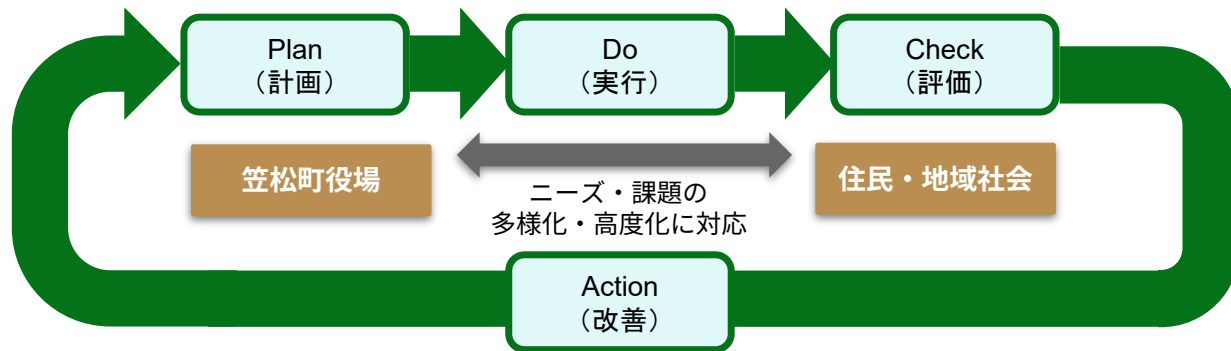 Plan
（計画）
Do
（実行）
Check
（評価）
笠松町役場
住民・地域社会
ニーズ・課題の
多様化・高度化に対応
Action
（改善）